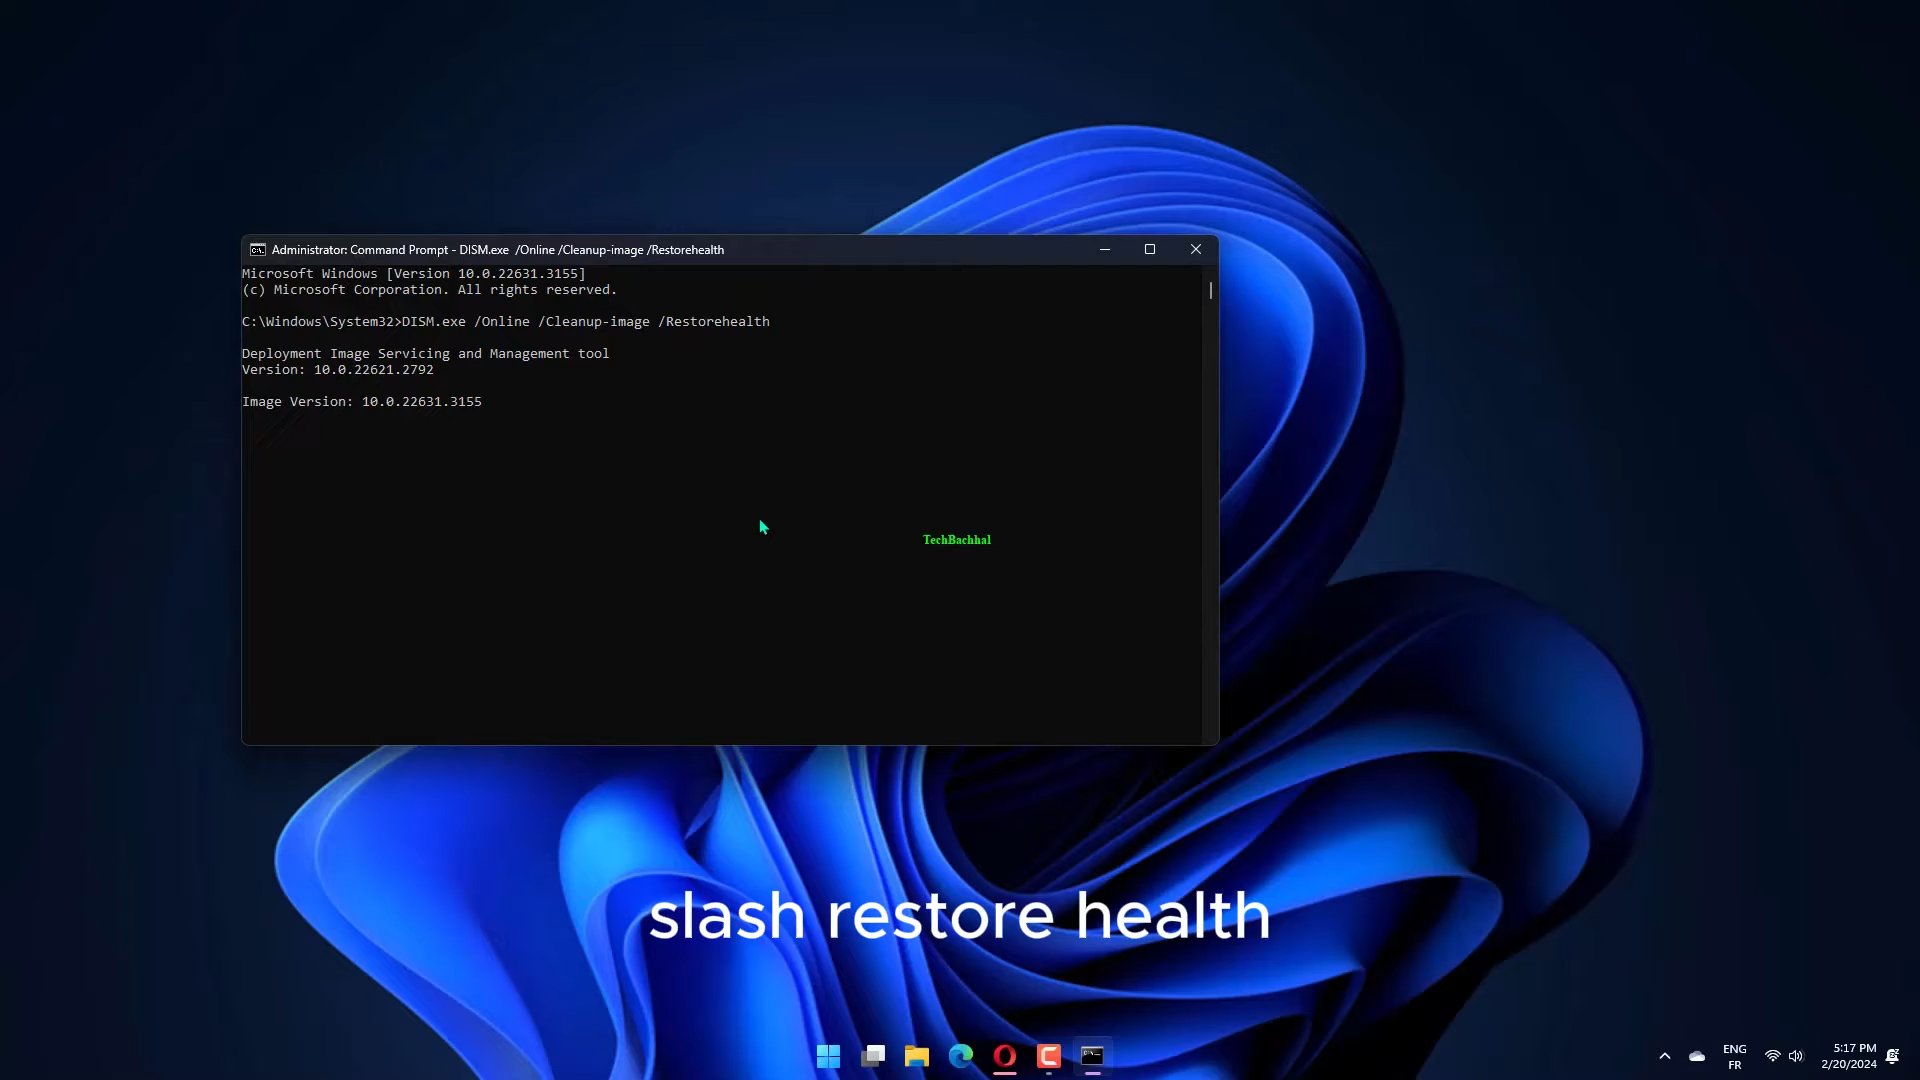 Administrator: Command Prompt - DISM.exe /Online /Cleanup-image /Restorehealth
Microsoft Windows [Version 10.0.22631.3155]
(c) Microsoft Corporation. All rights reserved.
C:\Windows\System32>DISM.exe /Online /Cleanup-image /Restorehealth
Deployment Image Servicing and Management tool
Version: 10.0.22621.2792
Image Version: 10.0.22631.3155
TechBachhal
slash restore health
ENG
FR
5:17 PM
2/20/2024